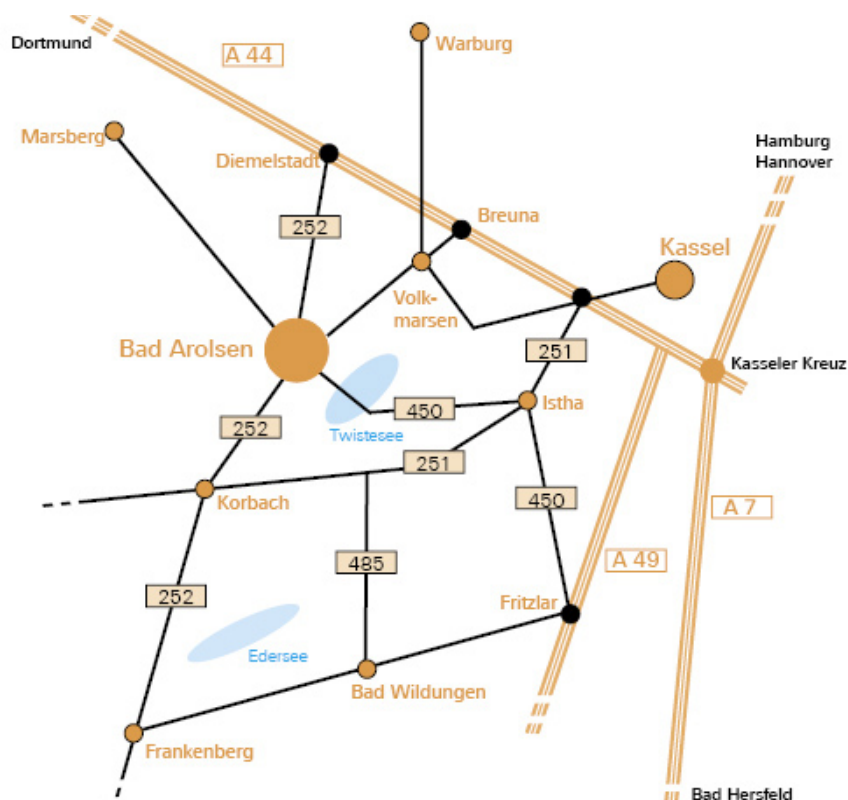 Dortmund
A 44
Warburg
Marsberg
Diemelstadt
Hamburg
Hannover
Breuna
252
Kassel
Volk-
marsen
Bad Arolsen
251
Kasseler Kreuz
Istha
450
252
Twistesee
251
Korbach
450
A 7
485
A 49
252
Fritzlar
Edersee
Bad Wildungen
Frankenberg
Bad Hersfeld